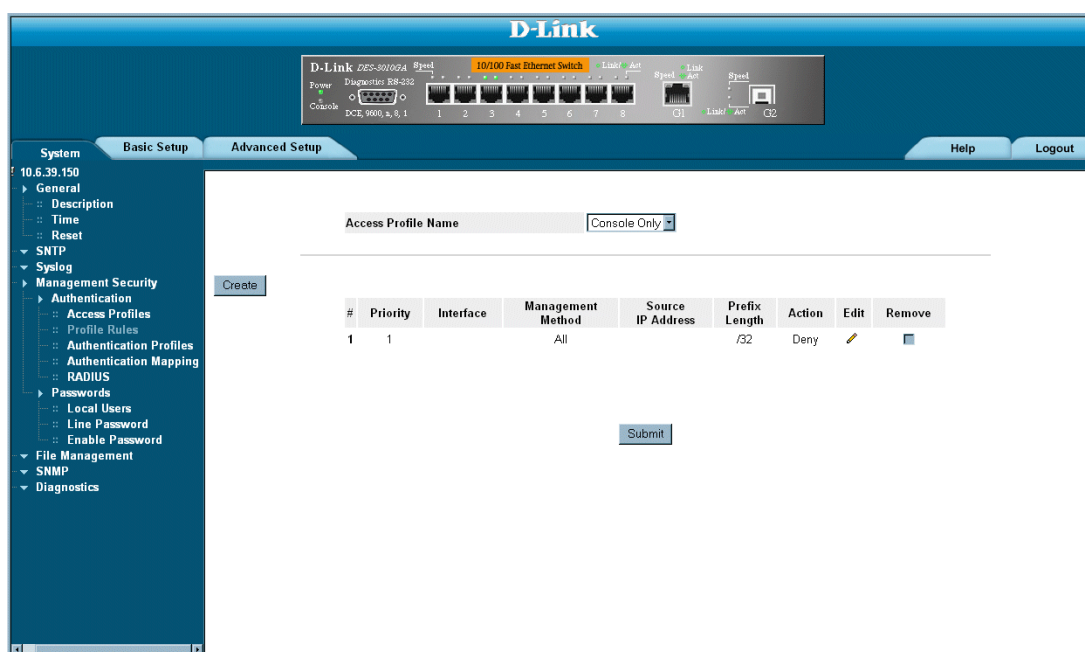 D-Link
D-Link DES-3010GA Speed 10/100 Fast Ethernet Switch Link/ Act
Speed Link Act Speed
Power Diagnostics RS-232
Console
DCE, 9600, n, 8, 1 1 2 3 4 5 6 7 8 G1 Link/ Act G2
System Basic Setup Advanced Setup Help Logout
10.6.39.150
General
Description
Time
Reset
SNTP
Syslog
Management Security
Authentication
Access Profiles
Profile Rules
Authentication Profiles
Authentication Mapping
RADIUS
Passwords
Local Users
Line Password
Enable Password
File Management
SNMP
Diagnostics
Access Profile Name Console Only
Create
# Priority Interface Management Method Source IP Address Prefix Length Action Edit Remove
1 1 All /32 Deny
Submit